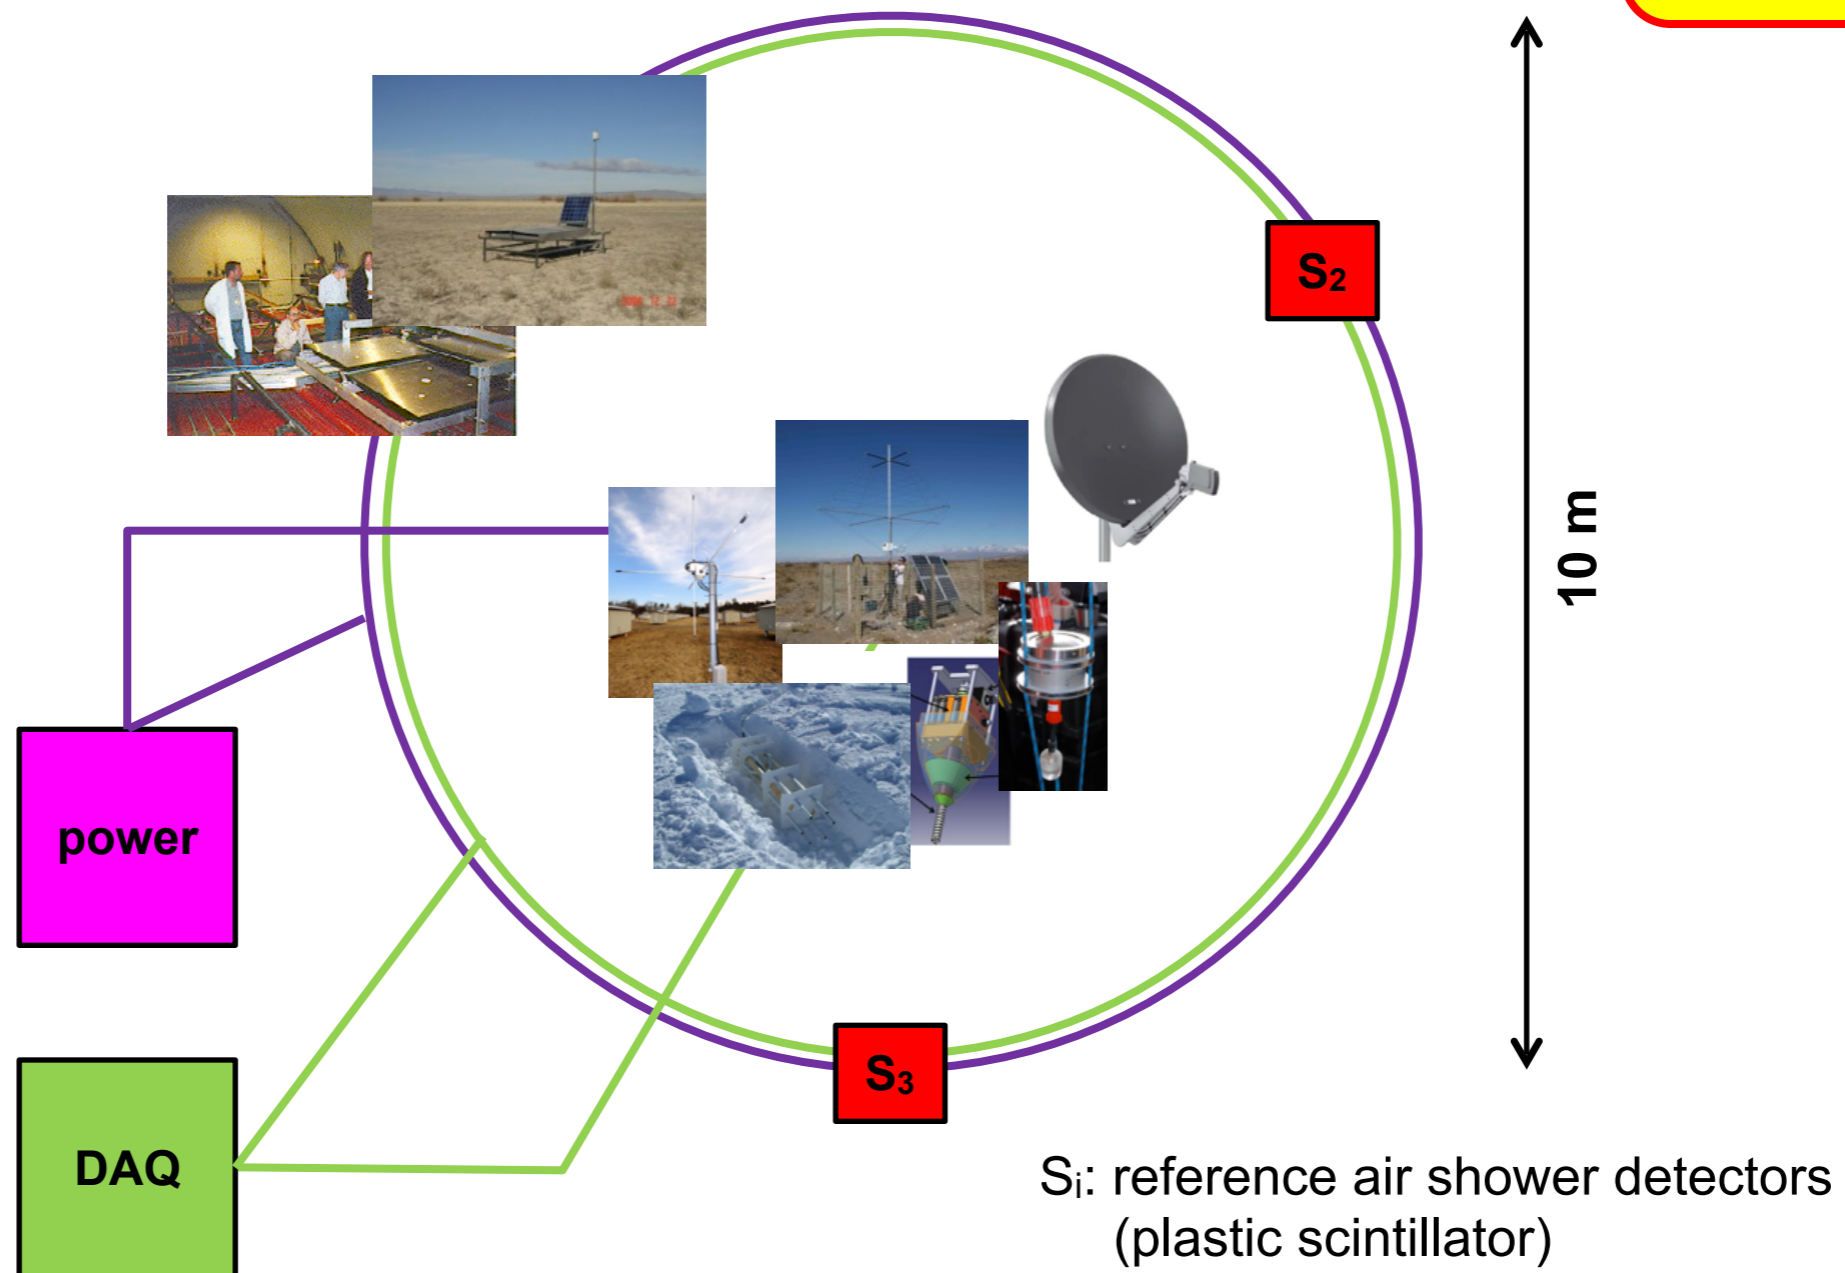 S₂
10 m
power
S₃
DAQ
Sᵢ: reference air shower detectors
(plastic scintillator)